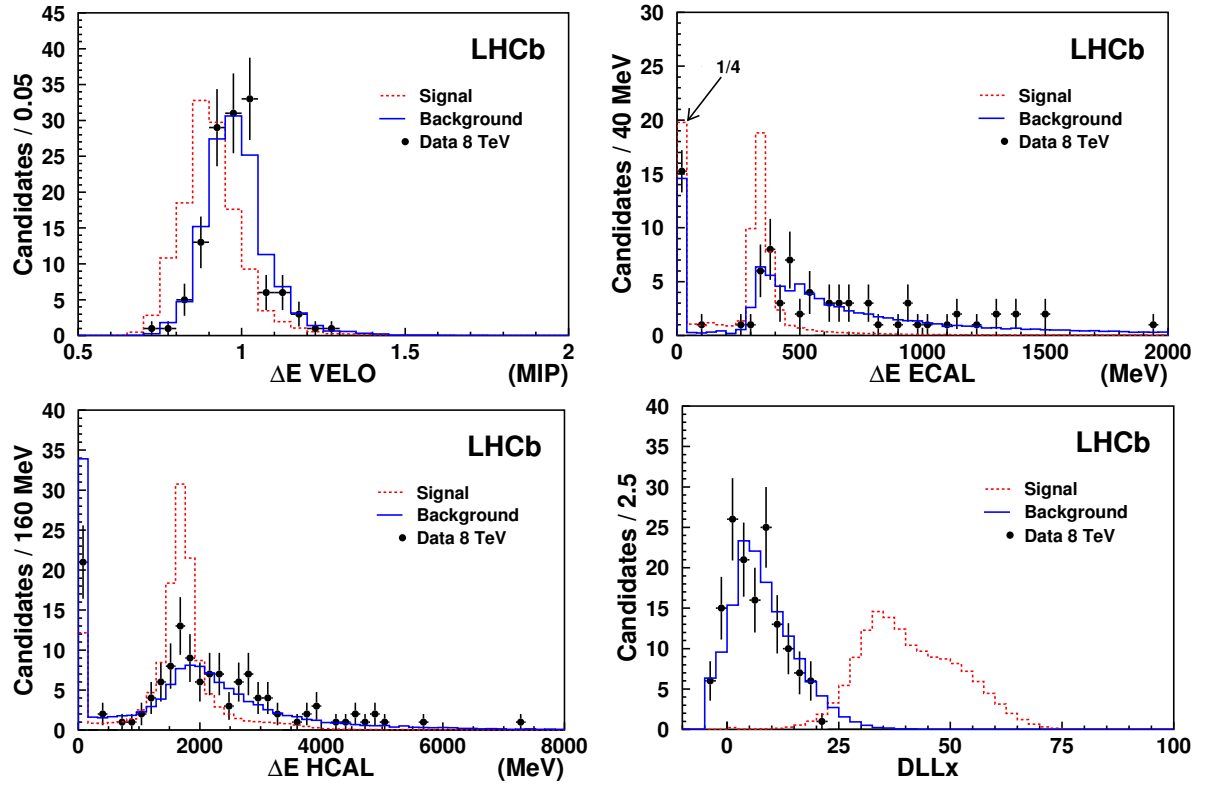 Candidates / 0.05
45
40
35
30
25
20
15
10
5
0
LHCb
Signal
Background
Data 8 TeV
0.5
1
1.5
2
ΔE VELO
(MIP)
Candidates / 40 MeV
30
25
20
15
10
5
0
1/4
LHCb
Signal
Background
Data 8 TeV
0
500
1000
1500
2000
ΔE ECAL
(MeV)
Candidates / 160 MeV
40
35
30
25
20
15
10
5
0
LHCb
Signal
Background
Data 8 TeV
0
2000
4000
6000
8000
ΔE HCAL
(MeV)
Candidates / 2.5
40
35
30
25
20
15
10
5
0
LHCb
Signal
Background
Data 8 TeV
0
25
50
75
100
DLLx